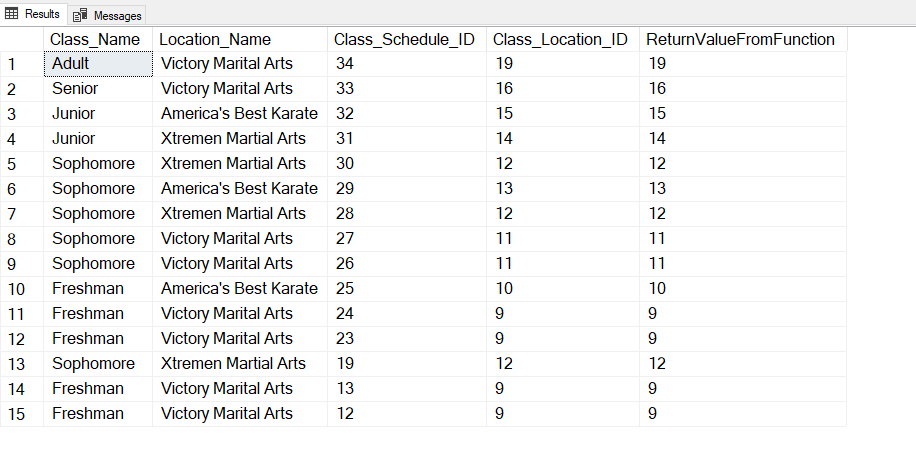 Results Messages
Class_Name Location_Name Class_Schedule_ID Class_Location_ID ReturnValueFromFunction
1 Adult Victory Marital Arts 34 19 19
2 Senior Victory Marital Arts 33 16 16
3 Junior America's Best Karate 32 15 15
4 Junior Xtremen Martial Arts 31 14 14
5 Sophomore Xtremen Martial Arts 30 12 12
6 Sophomore America's Best Karate 29 13 13
7 Sophomore Xtremen Martial Arts 28 12 12
8 Sophomore Victory Marital Arts 27 11 11
9 Sophomore Victory Marital Arts 26 11 11
10 Freshman America's Best Karate 25 10 10
11 Freshman Victory Marital Arts 24 9 9
12 Freshman Victory Marital Arts 23 9 9
13 Sophomore Xtremen Martial Arts 19 12 12
14 Freshman Victory Marital Arts 13 9 9
15 Freshman Victory Marital Arts 12 9 9